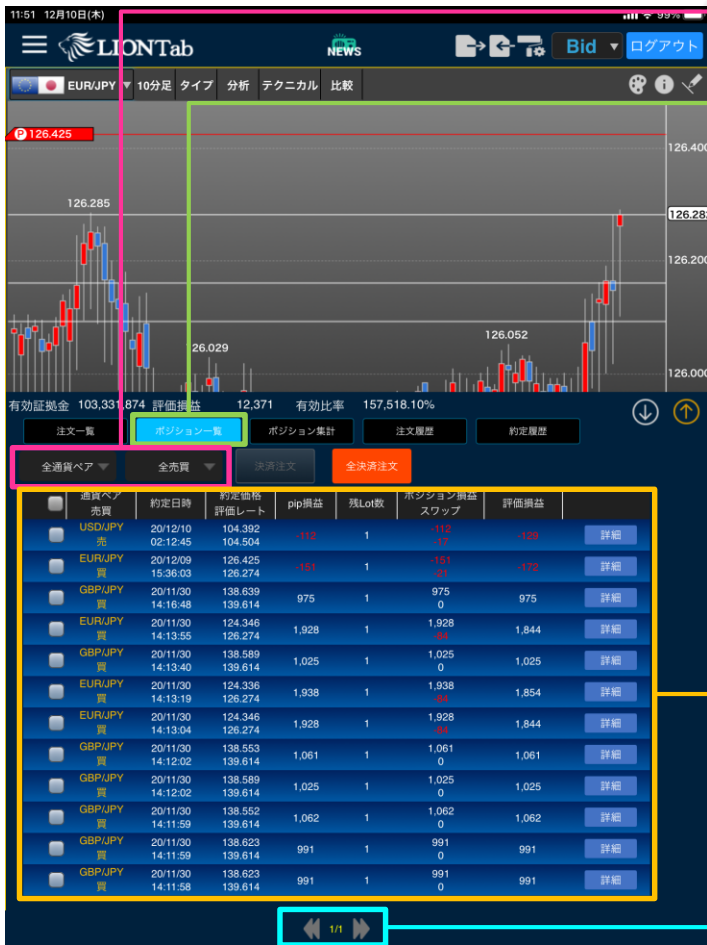 11:51 12月10日(木) 99%
LIONTab NEWS Bid ▼ ログアウト
EUR/JPY ▼ 10分足 タイプ 分析 テクニカル 比較
P 126.425
126.400
126.285
126.283
126.200
126.052
26.029
126.000
有効証拠金 103,331,874 評価損益 12,371 有効比率 157,518.10%
注文一覧 ポジション一覧 ポジション集計 注文履歴 約定履歴
全通貨ペア ▼ 全売買 ▼ 決済注文 全決済注文
通貨ペア 約定日時 約定価格 pip損益 残Lot数 ポジション損益 評価損益
売買 評価レート スワップ
USD/JPY 20/12/10 104.392 -112 1 -112 -129 詳細
売 02:12:45 104.504 -17
EUR/JPY 20/12/09 126.425 -151 1 -151 -172 詳細
買 15:36:03 126.274 -21
GBP/JPY 20/11/30 138.639 975 1 975 975 詳細
買 14:16:48 139.614 0
EUR/JPY 20/11/30 124.346 1,928 1 1,928 1,844 詳細
買 14:13:55 126.274 -84
GBP/JPY 20/11/30 138.589 1,025 1 1,025 1,025 詳細
買 14:13:40 139.614 0
EUR/JPY 20/11/30 124.336 1,938 1 1,938 1,854 詳細
買 14:13:19 126.274 -84
EUR/JPY 20/11/30 124.346 1,928 1 1,928 1,844 詳細
買 14:13:04 126.274 -84
GBP/JPY 20/11/30 138.553 1,061 1 1,061 1,061 詳細
買 14:12:02 139.614 0
GBP/JPY 20/11/30 138.589 1,025 1 1,025 1,025 詳細
買 14:12:02 139.614 0
GBP/JPY 20/11/30 138.552 1,062 1 1,062 1,062 詳細
買 14:11:59 139.614 0
GBP/JPY 20/11/30 138.623 991 1 991 991 詳細
買 14:11:59 139.614 0
GBP/JPY 20/11/30 138.623 991 1 991 991 詳細
買 14:11:58 139.614 0
1/1